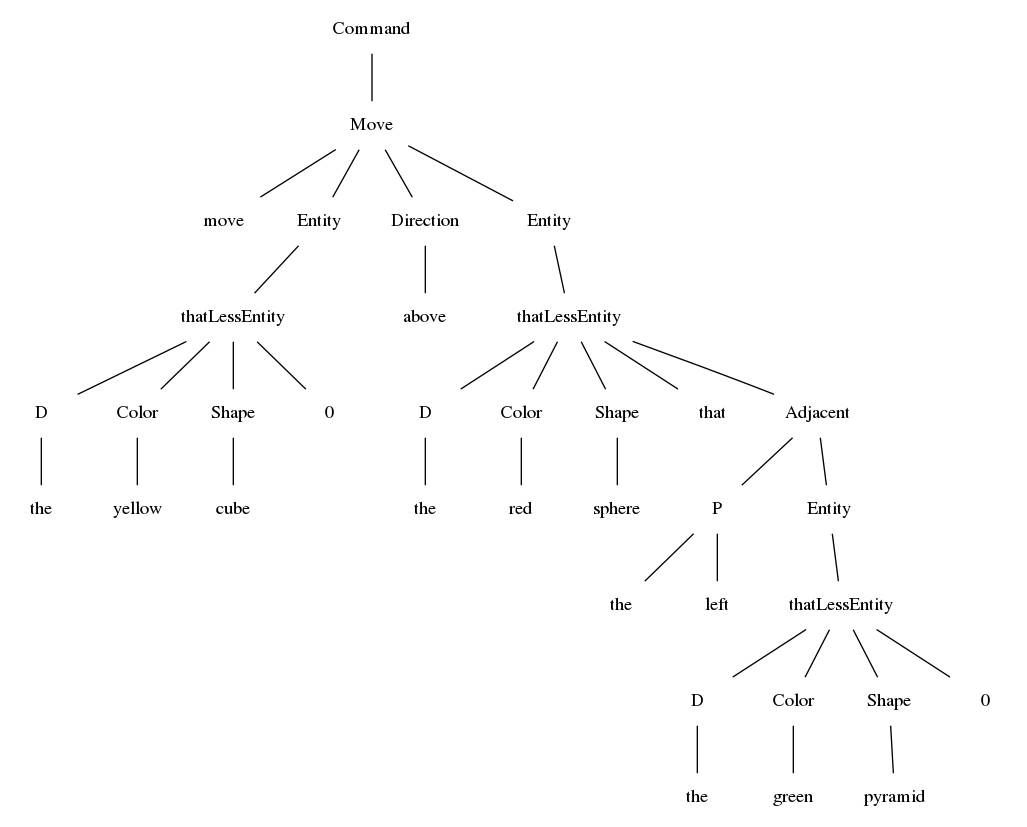 Command
Move
move Entity Direction Entity
thatLessEntity above thatLessEntity
D Color Shape 0 D Color Shape that Adjacent
the yellow cube the red sphere P Entity
the left thatLessEntity
D Color Shape 0
the green pyramid